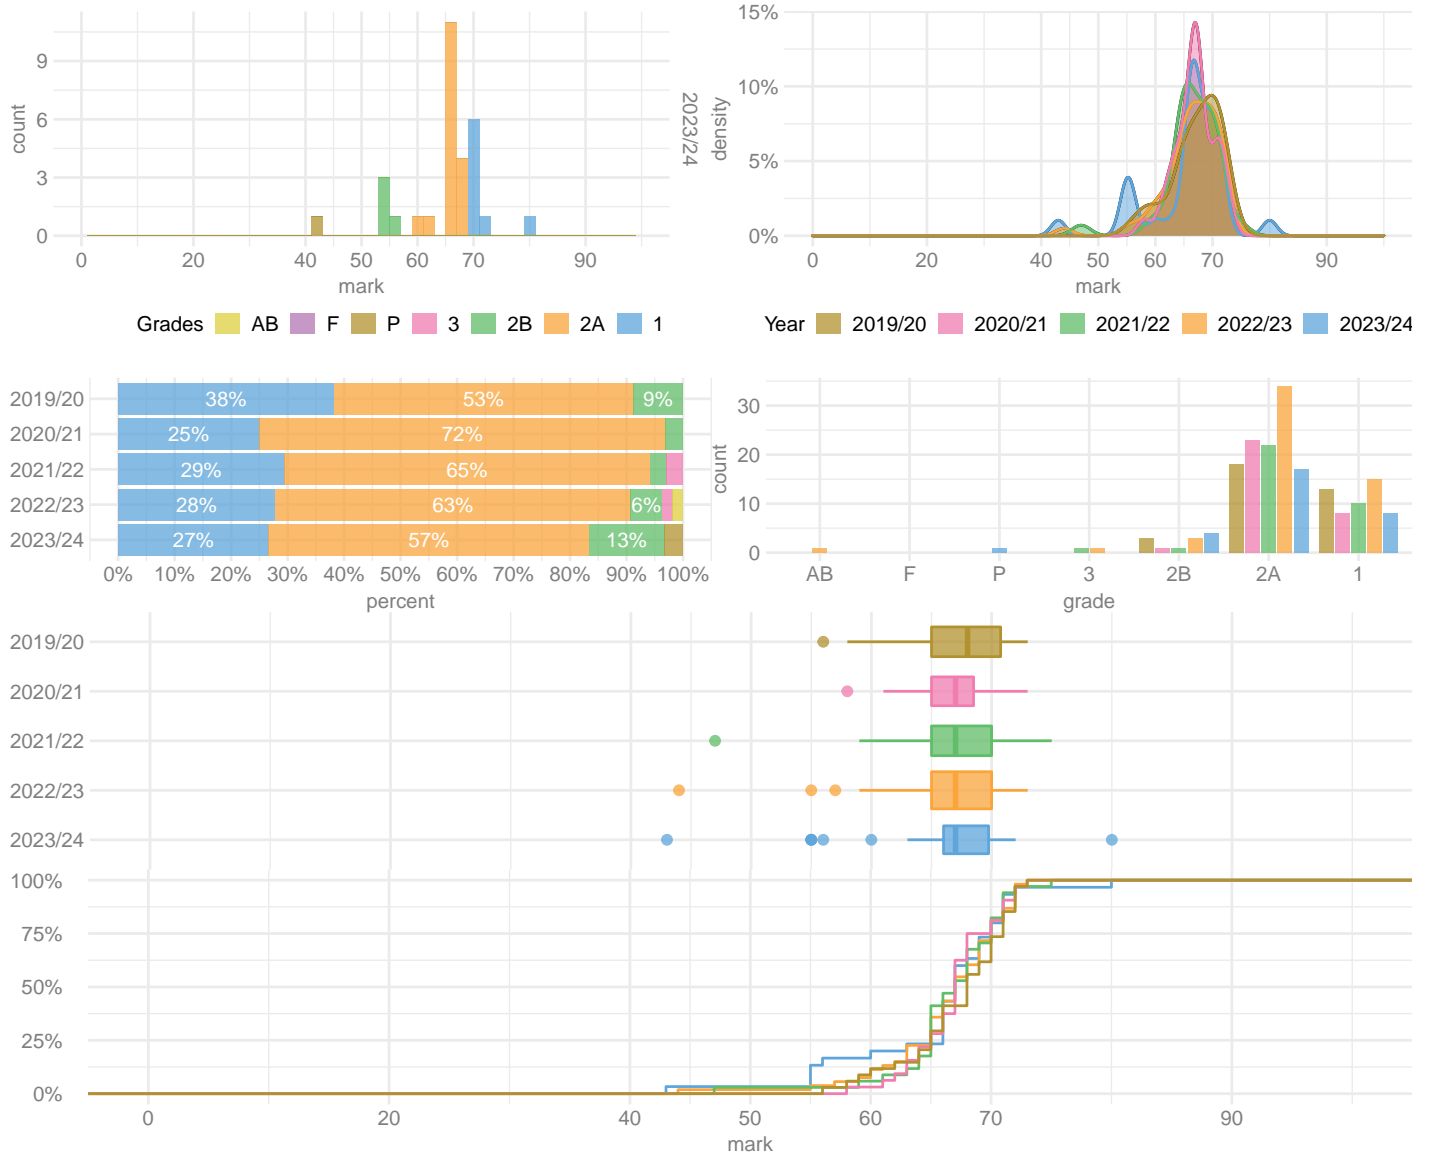 9
6
3
0
count
0 20 40 50 60 70 90
mark
2023/24
15%
10%
5%
0%
density
0 20 40 50 60 70 90
mark
Grades AB F P 3 2B 2A 1
Year 2019/20 2020/21 2021/22 2022/23 2023/24
2019/20 38% 53% 9%
2020/21 25% 72%
2021/22 29% 65%
2022/23 28% 63% 6%
2023/24 27% 57% 13%
0% 10% 20% 30% 40% 50% 60% 70% 80% 90% 100%
percent
30
20
10
0
count
AB F P 3 2B 2A 1
grade
2019/20
2020/21
2021/22
2022/23
2023/24
100%
75%
50%
25%
0%
0 20 40 50 60 70 90
mark